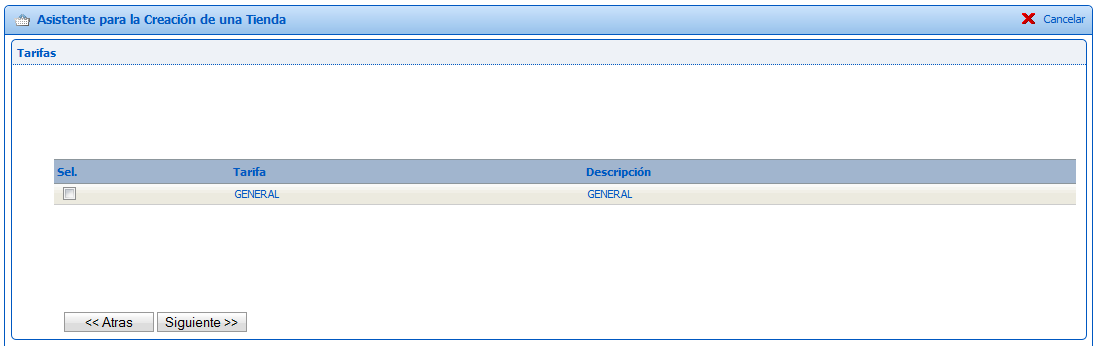 Asistente para la Creación de una Tienda Cancelar
Tarifas
Sel. Tarifa Descripción
GENERAL GENERAL
<< Atras Siguiente >>